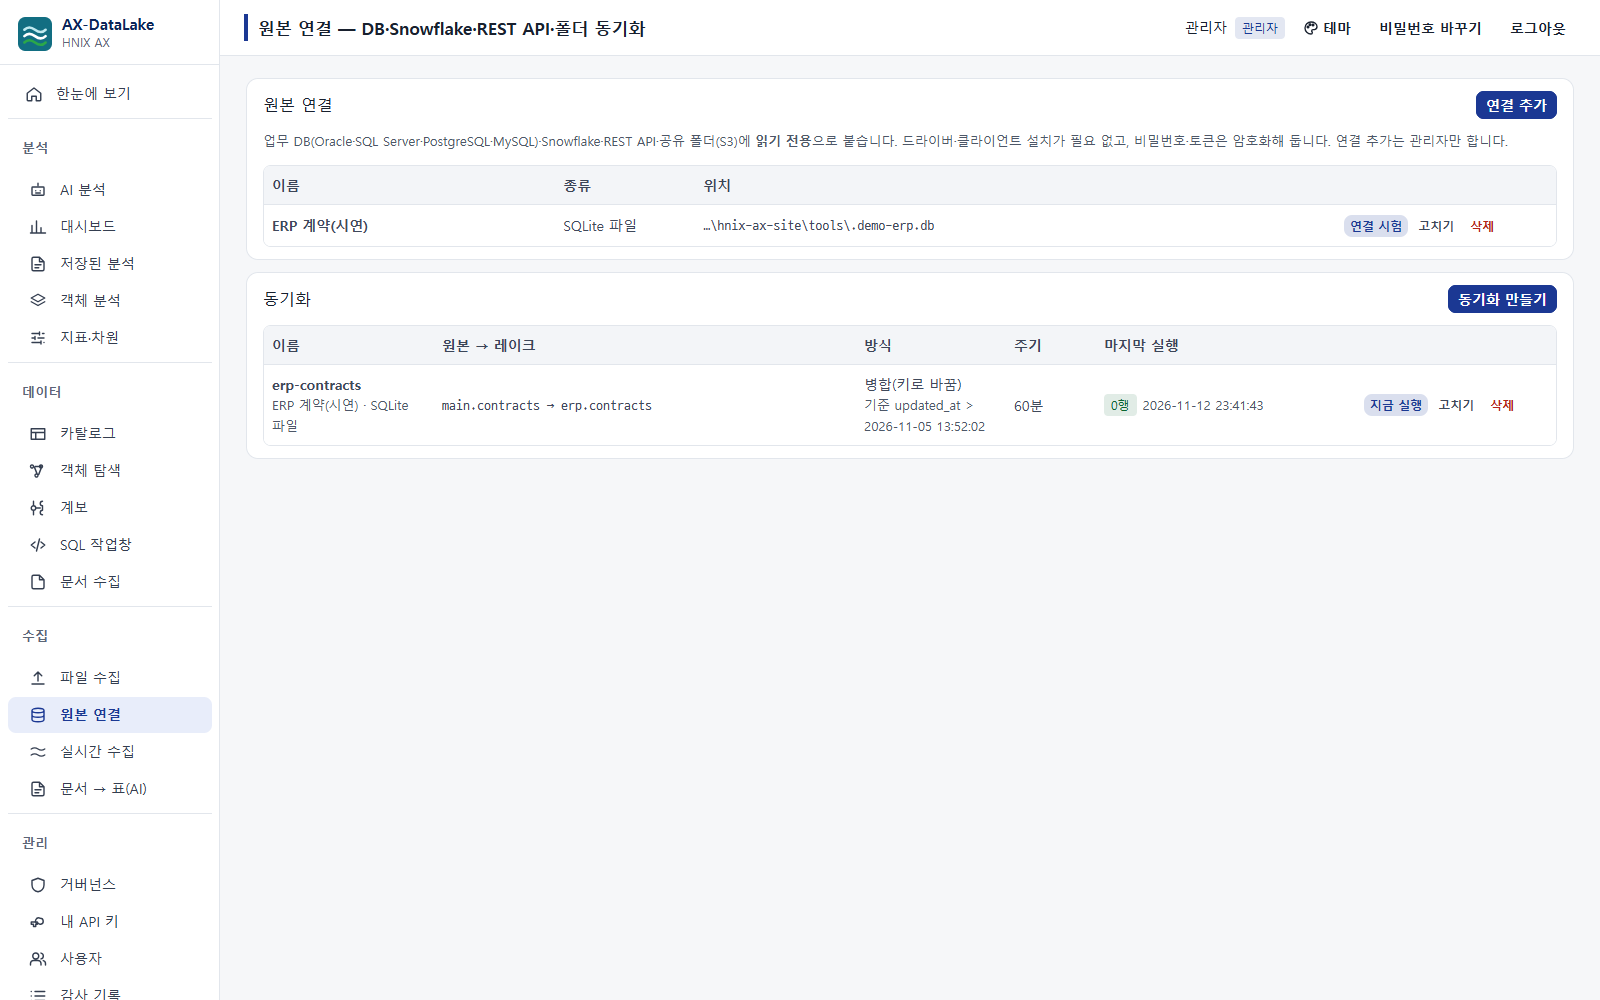 AX-DataLake
HNIX AX
한눈에 보기
분석
AI 분석
대시보드
저장된 분석
객체 분석
지표·차원
데이터
카탈로그
객체 탐색
계보
SQL 작업창
문서 수집
수집
파일 수집
원본 연결
실시간 수집
문서 → 표(AI)
관리
거버넌스
내 API 키
사용자
감사 기록
원본 연결 — DB·Snowflake·REST API·폴더 동기화
관리자 관리자 테마 비밀번호 바꾸기 로그아웃
원본 연결 연결 추가
업무 DB(Oracle·SQL Server·PostgreSQL·MySQL)·Snowflake·REST API·공유 폴더(S3)에 읽기 전용으로 붙습니다. 드라이버·클라이언트 설치가 필요 없고, 비밀번호·토큰은 암호화해 둡니다. 연결 추가는 관리자만 합니다.
이름 종류 위치
ERP 계약(시연) SQLite 파일 …\hnix-ax-site\tools\.demo-erp.db 연결 시험 고치기 삭제
동기화 동기화 만들기
이름 원본 → 레이크 방식 주기 마지막 실행
erp-contracts
ERP 계약(시연) · SQLite
파일
main.contracts → erp.contracts
병합(키로 바꿈)
기준 updated_at >
2026-11-05 13:52:02
60분
0행 2026-11-12 23:41:43
지금 실행 고치기 삭제